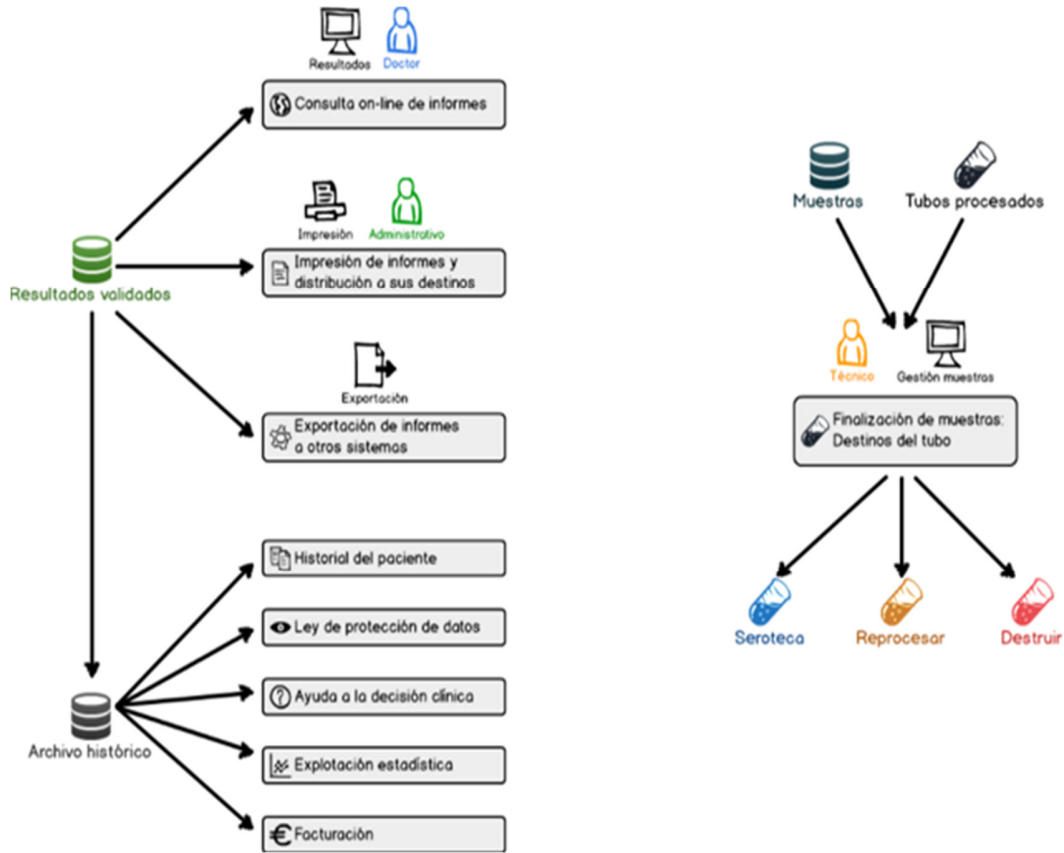 Resultados Doctor
Consulta on-line de informes
Impresión Administrativo
Impresión de informes y
distribución a sus destinos
Resultados validados
Exportación
Exportación de informes
a otros sistemas
Historial del paciente
Ley de protección de datos
Ayuda a la decisión clínica
Archivo histórico
Explotación estadística
€ Facturación
Muestras Tubos procesados
Técnico Gestión muestras
Finalización de muestras:
Destinos del tubo
Seroteca Reprocesar Destruir